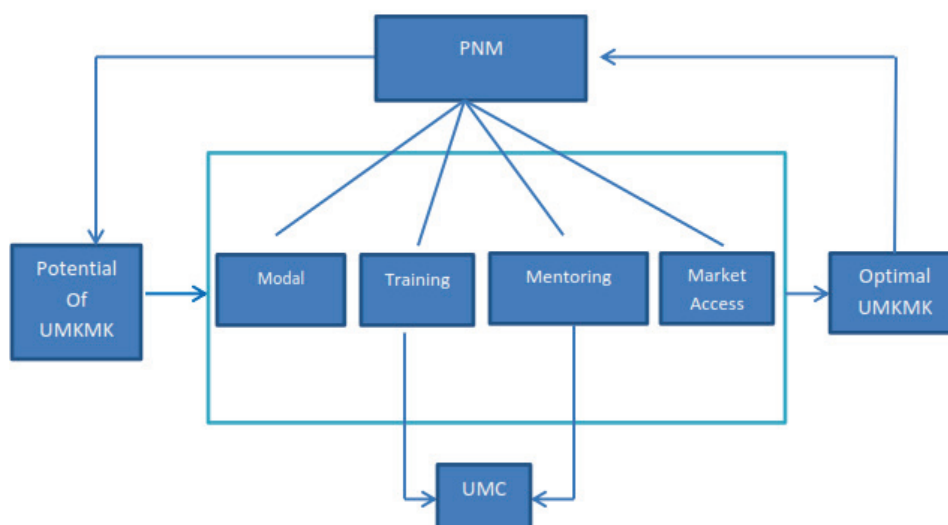 PNM
Potential
Of
UMKMK
Modal
Training
Mentoring
Market
Access
Optimal
UMKMK
UMC